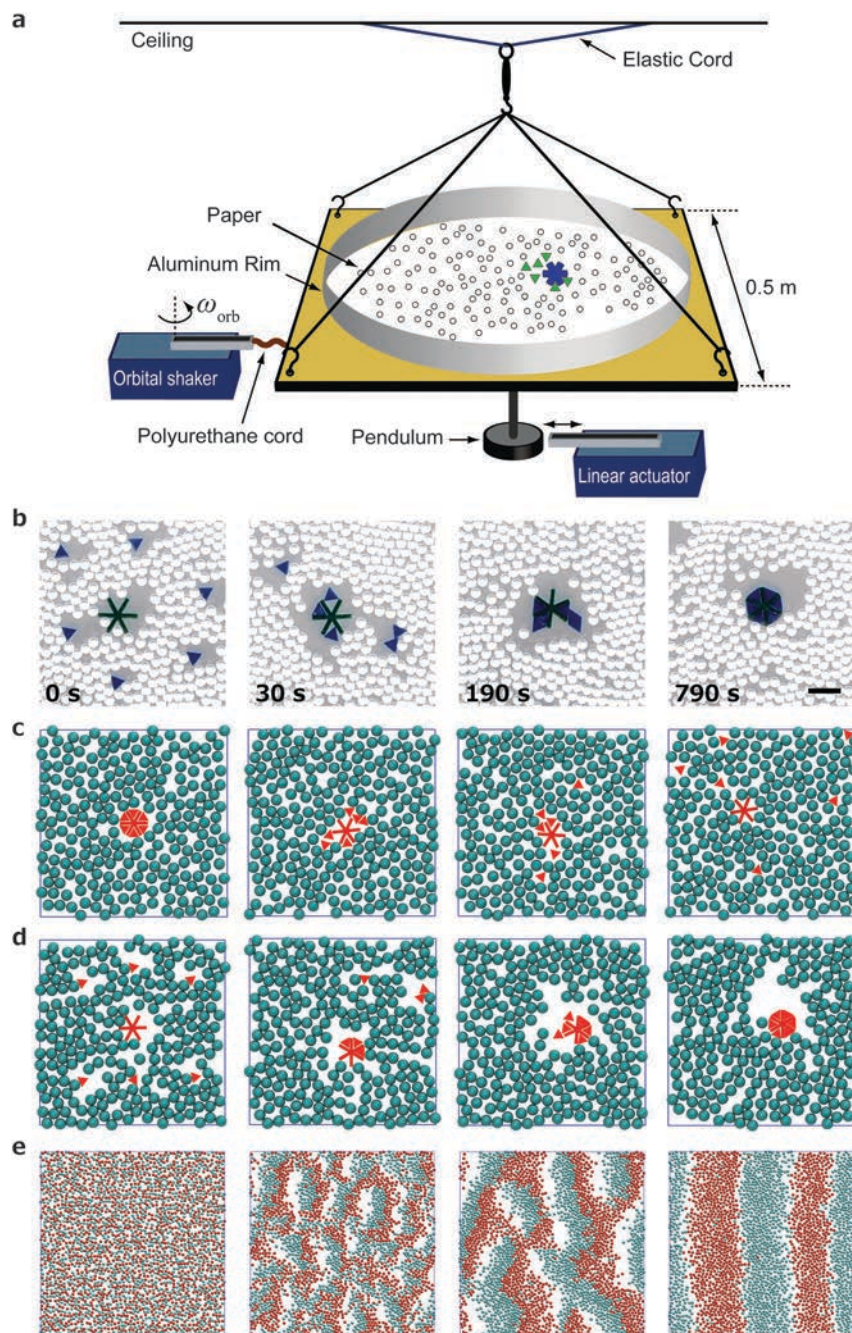 a
Ceiling
Elastic Cord
Paper
Aluminum Rim
ω orb
0.5 m
Orbital shaker
Polyurethane cord
Pendulum
Linear actuator
b
0 s
30 s
190 s
790 s
c
d
e